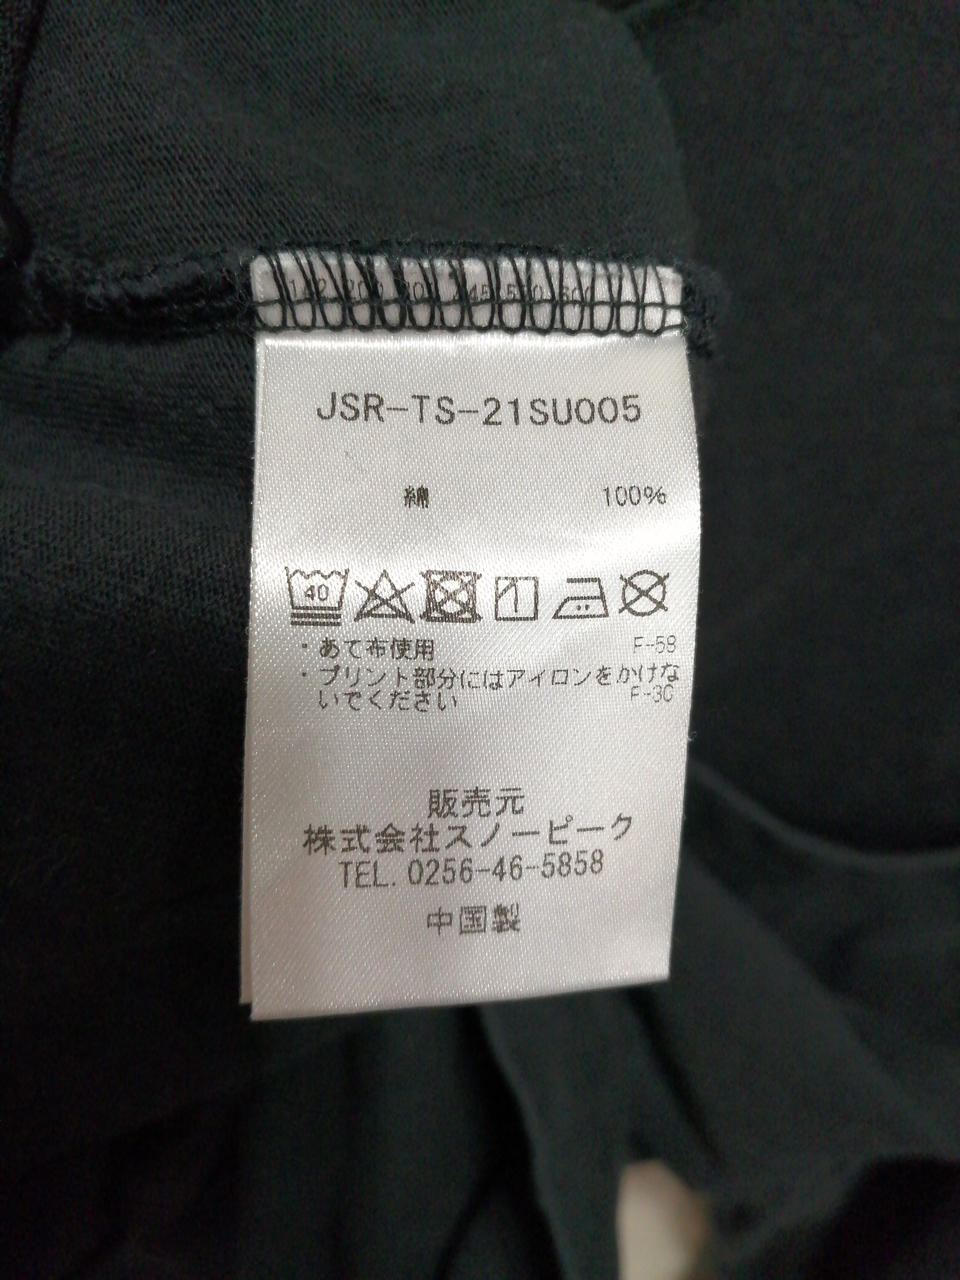 JSR-TS-21SU005
綿 100%
40
・あて布使用 F-58
・プリント部分にはアイロンをかけな
いでください F-3C
販売元
株式会社スノーピーク
TEL. 0256-46-5858
中国製